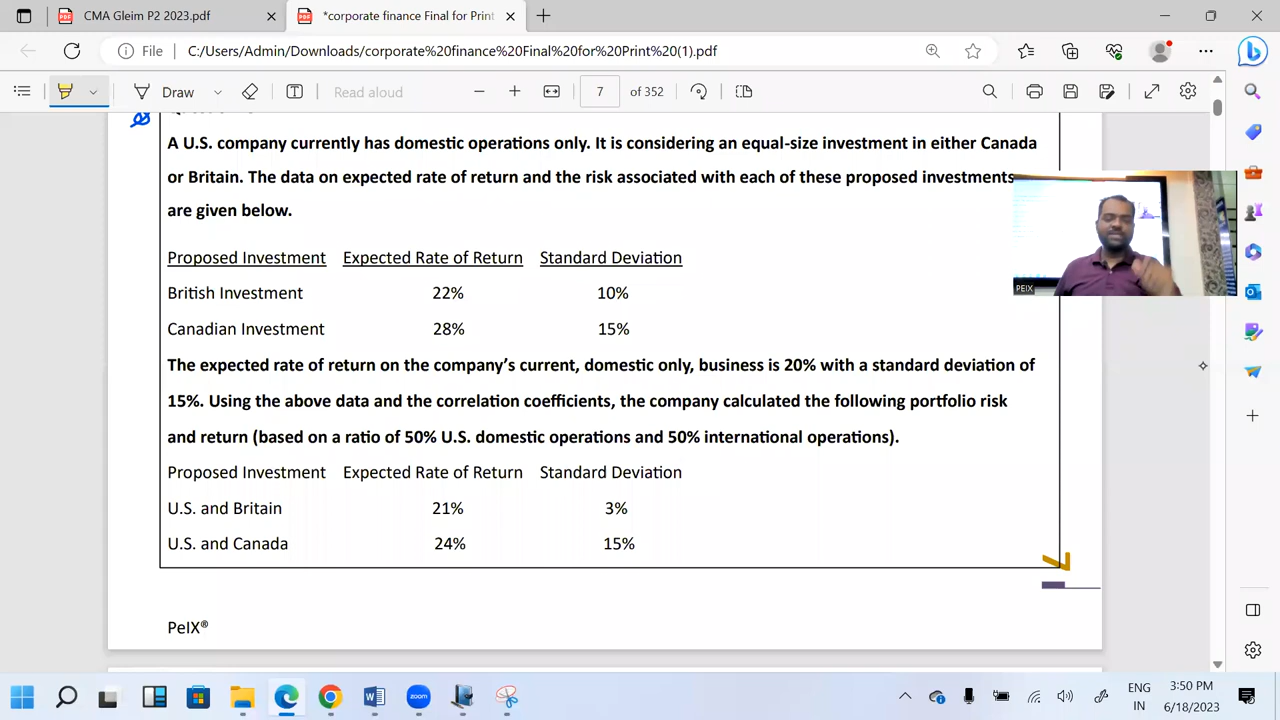 CMA Gleim P2 2023.pdf
*corporate finance Final for Print
File
C:/Users/Admin/Downloads/corporate%20finance%20Final%20for%20Print%20(1).pdf
Draw
Read aloud
7
of 352
A U.S. company currently has domestic operations only. It is considering an equal-size investment in either Canada
or Britain. The data on expected rate of return and the risk associated with each of these proposed investments
are given below.
Proposed Investment Expected Rate of Return Standard Deviation
British Investment 22% 10%
Canadian Investment 28% 15%
The expected rate of return on the company's current, domestic only, business is 20% with a standard deviation of
15%. Using the above data and the correlation coefficients, the company calculated the following portfolio risk
and return (based on a ratio of 50% U.S. domestic operations and 50% international operations).
Proposed Investment Expected Rate of Return Standard Deviation
U.S. and Britain 21% 3%
U.S. and Canada 24% 15%
PeIX®
PEIX
zoom
ENG
IN
3:50 PM
6/18/2023